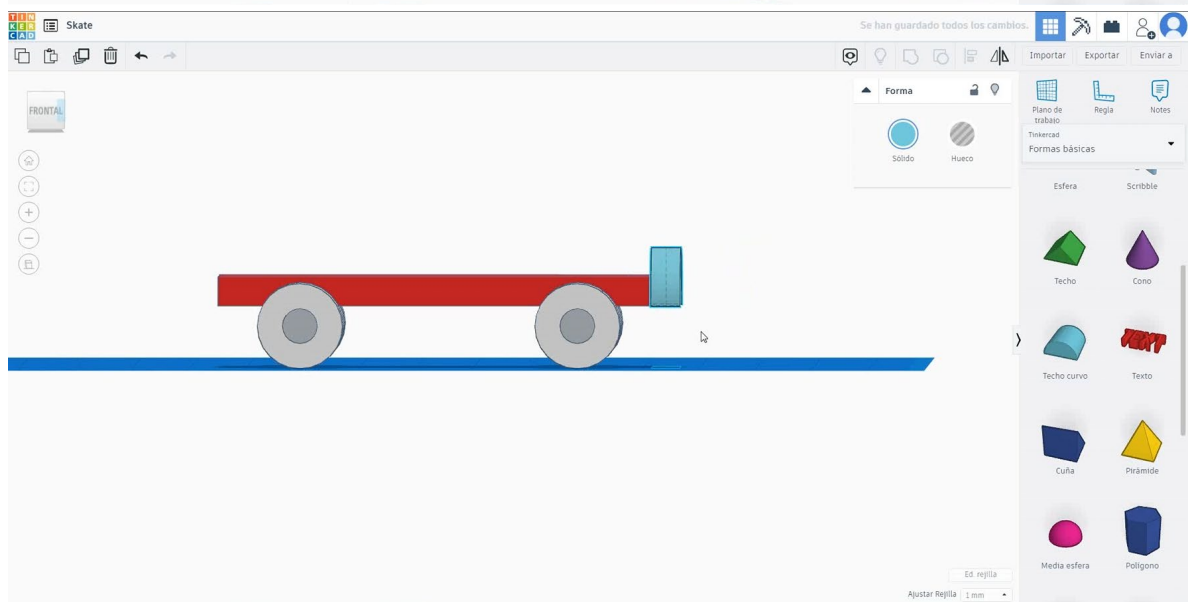 TIN
KER
CAD
Skate
Se han guardado todos los cambios.
Importar
Exportar
Enviar a
FRONTAL
Forma
Sólido
Hueco
Plano de
trabajo
Regla
Notes
Tinkercad
Formas básicas
Esfera
Scribble
Techo
Cono
TEXT
Techo curvo
Texto
Cuña
Pirámide
Media esfera
Polígono
Ed. rejilla
Ajustar Rejilla
1 mm